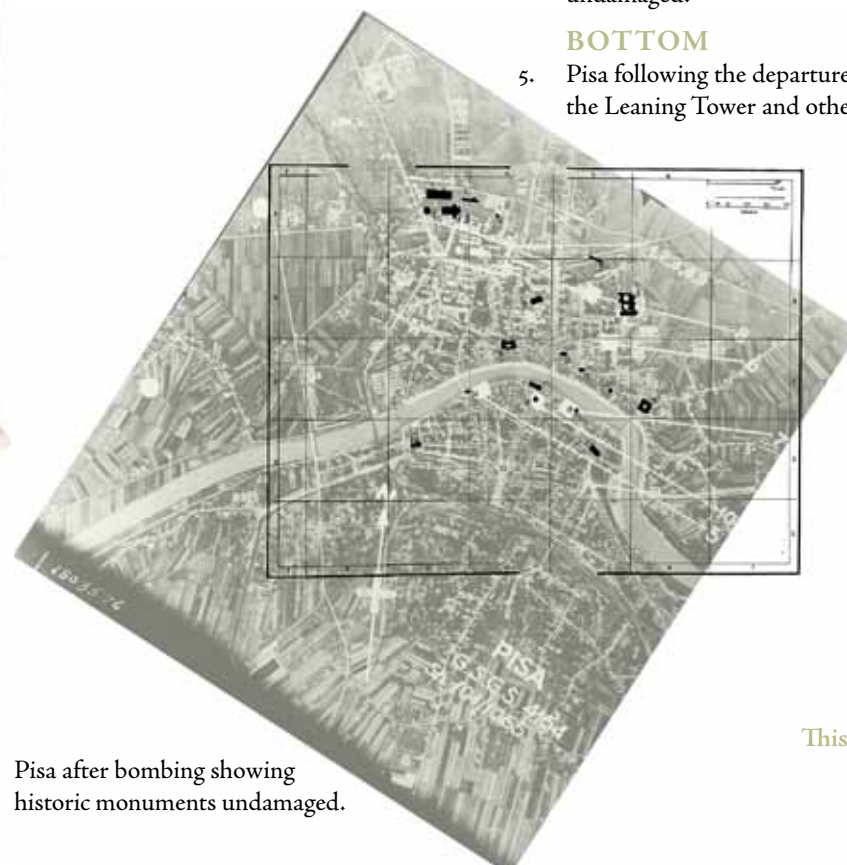 undamaged.
BOTTOM
5. Pisa following the departure
the Leaning Tower and othe
PISA
This
Pisa after bombing showing
historic monuments undamaged.